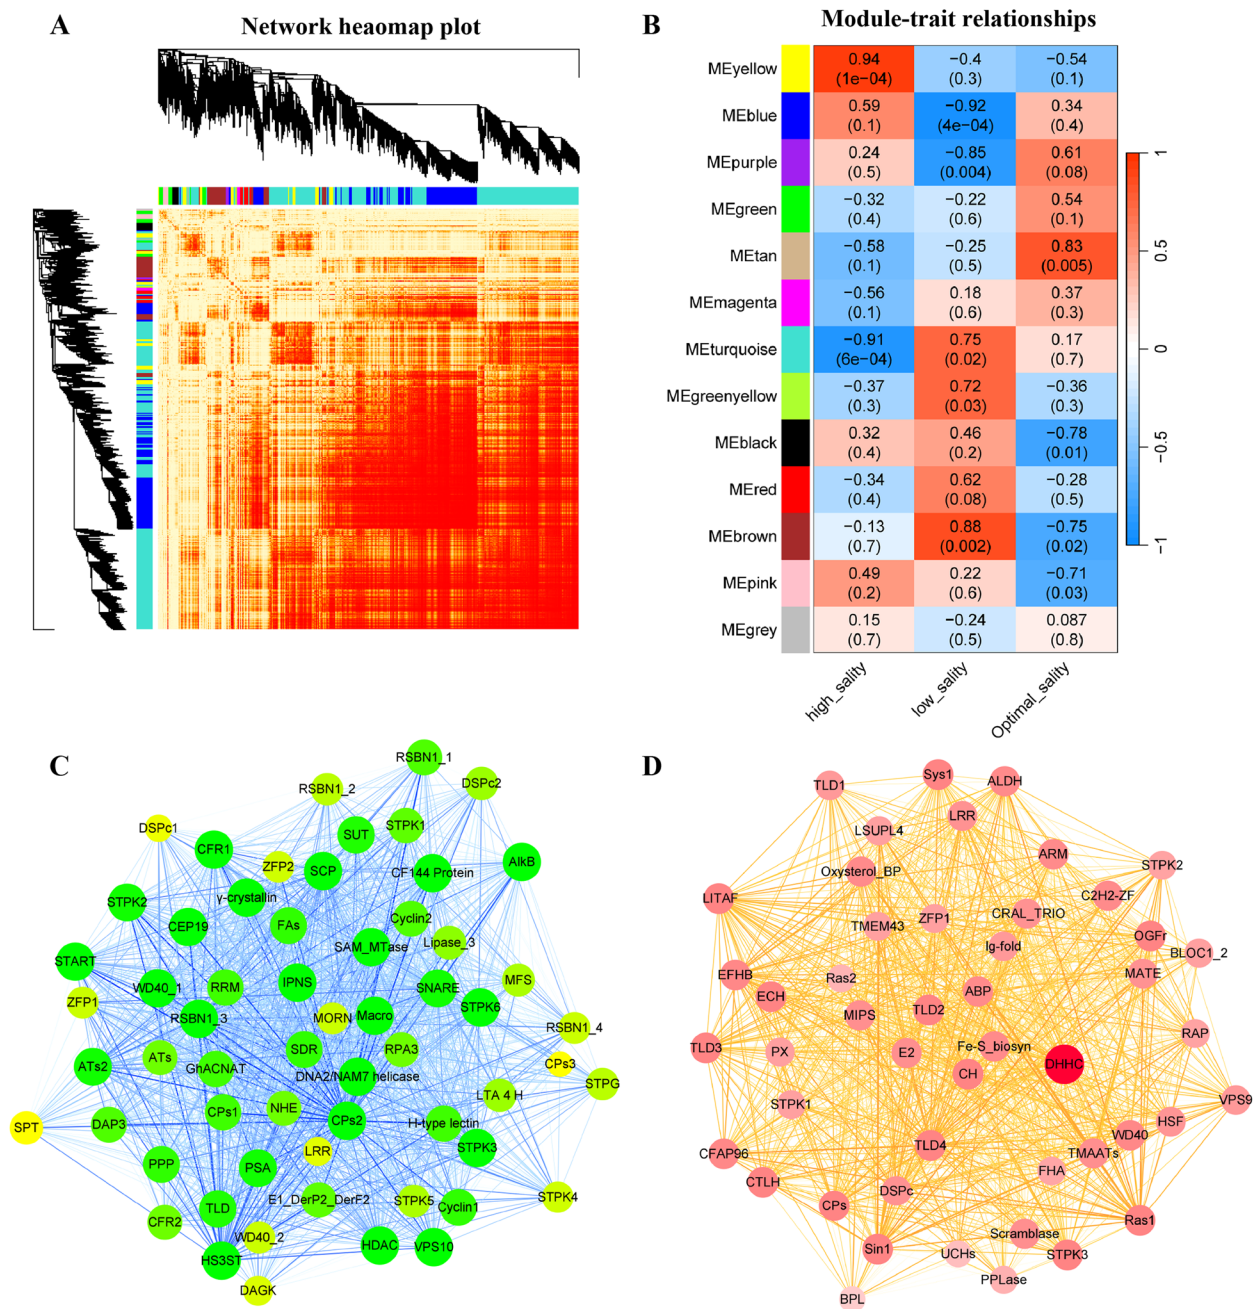 A
Network heaomap plot
B
Module-trait relationships
MEyellow
0.94
(1e−04)
−0.4
(0.3)
−0.54
(0.1)
MEblue
0.59
(0.1)
−0.92
(4e−04)
0.34
(0.4)
MEpurple
0.24
(0.5)
−0.85
(0.004)
0.61
(0.08)
MEgreen
−0.32
(0.4)
−0.22
(0.6)
0.54
(0.1)
MEtan
−0.58
(0.1)
−0.25
(0.5)
0.83
(0.005)
MEmagenta
−0.56
(0.1)
0.18
(0.6)
0.37
(0.3)
MEturquoise
−0.91
(6e−04)
0.75
(0.02)
0.17
(0.7)
MEgreenyellow
−0.37
(0.3)
0.72
(0.03)
−0.36
(0.3)
MEblack
0.32
(0.4)
0.46
(0.2)
−0.78
(0.01)
MEred
−0.34
(0.4)
0.62
(0.08)
−0.28
(0.5)
MEbrown
−0.13
(0.7)
0.88
(0.002)
−0.75
(0.02)
MEpink
0.49
(0.2)
0.22
(0.6)
−0.71
(0.03)
MEgrey
0.15
(0.7)
−0.24
(0.5)
0.087
(0.8)
1
0.5
0
−0.5
−1
high_sality
low_sality
Optimal_sality
C
RSBN1_1
RSBN1_2
DSPc2
DSPc1
STPK1
SUT
CFR1
ZFP2
SCP
CF144 Protein
AlkB
γ-crystallin
STPK2
CEP19
FAs
Cyclin2
Lipase_3
SAM_MTase
START
WD40_1
RRM
IPNS
SNARE
MFS
ZFP1
RSBN1_3
MORN
Macro
STPK6
RSBN1_4
SDR
RPA3
ATs
ATs2
GhACNAT
DNA2/NAM7 helicase
CPs3
STPG
LTA 4 H
NHE
CPs1
CPs2
H-type lectin
DAP3
SPT
LRR
STPK3
PPP
PSA
E1_DerP2_DerF2
STPK5
STPK4
TLD
Cyclin1
CFR2
WD40_2
HDAC
VPS10
HS3ST
DAGK
D
Sys1
TLD1
ALDH
LRR
LSUPL4
ARM
STPK2
Oxysterol_BP
LITAF
C2H2-ZF
ZFP1
CRAL_TRIO
TMEM43
OGFr
Ig-fold
BLOC1_2
EFHB
Ras2
MATE
ECH
ABP
MIPS
TLD2
RAP
TLD3
PX
E2
Fe-S_biosyn
DHHC
CH
STPK1
VPS9
HSF
WD40
TLD4
CFAP96
TMAATs
FHA
CTLH
DSPc
CPs
Ras1
Scramblase
Sin1
UCHs
STPK3
PPLase
BPL